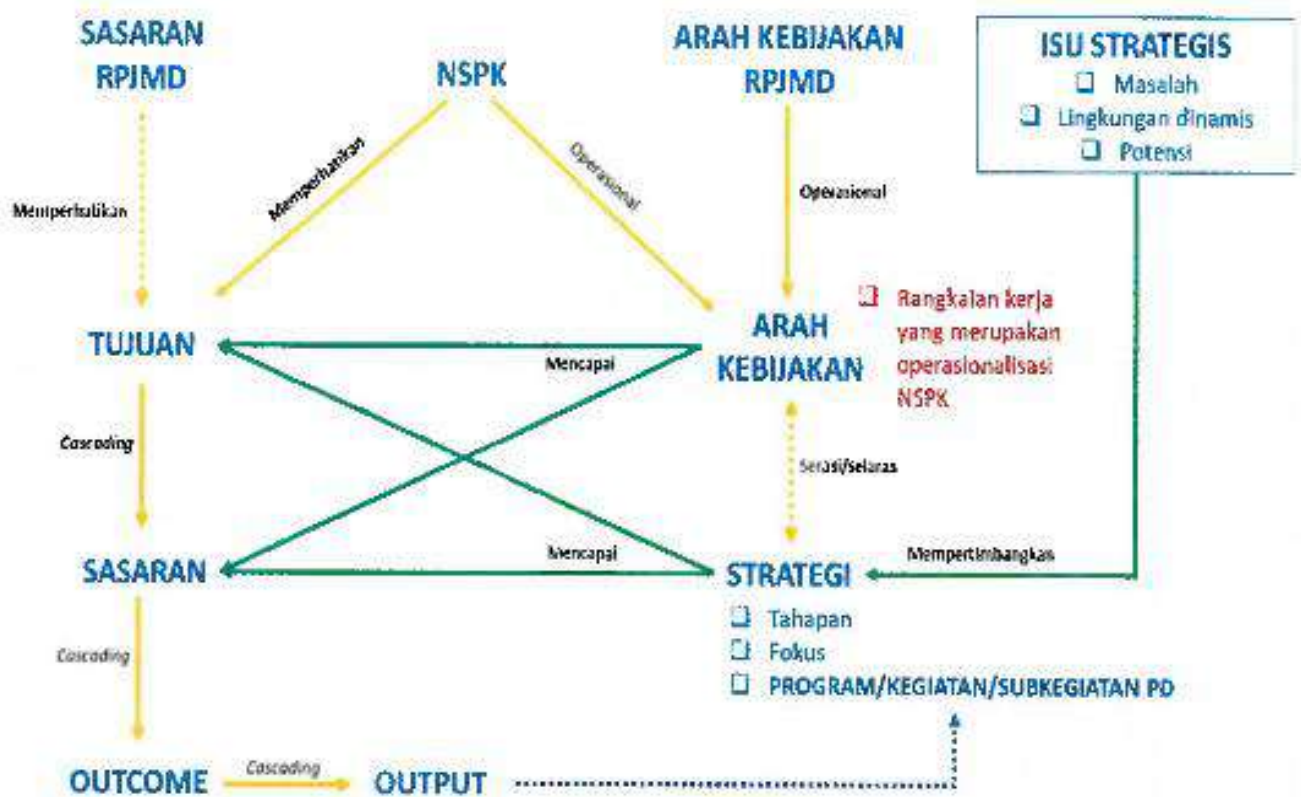 SASARAN
RPJMD
NSPK
ARAH KEBIJAKAN
RPJMD
ISU STRATEGIS
Masalah
Lingkungan dinamis
Potensi
Memperhatikan
Memperhatikan
Operasional
Operasional
TUJUAN
Mencapai
ARAH
KEBIJAKAN
Rangkaian kerja
yang merupakan
operasionalisasi
NSPK
Cascading
Serasi/selaras
SASARAN
Mencapai
STRATEGI
Mempertimbangkan
Tahapan
Fokus
PROGRAM/KEGIATAN/SUBKEGIATAN PD
Cascading
OUTCOME
Cascading
OUTPUT